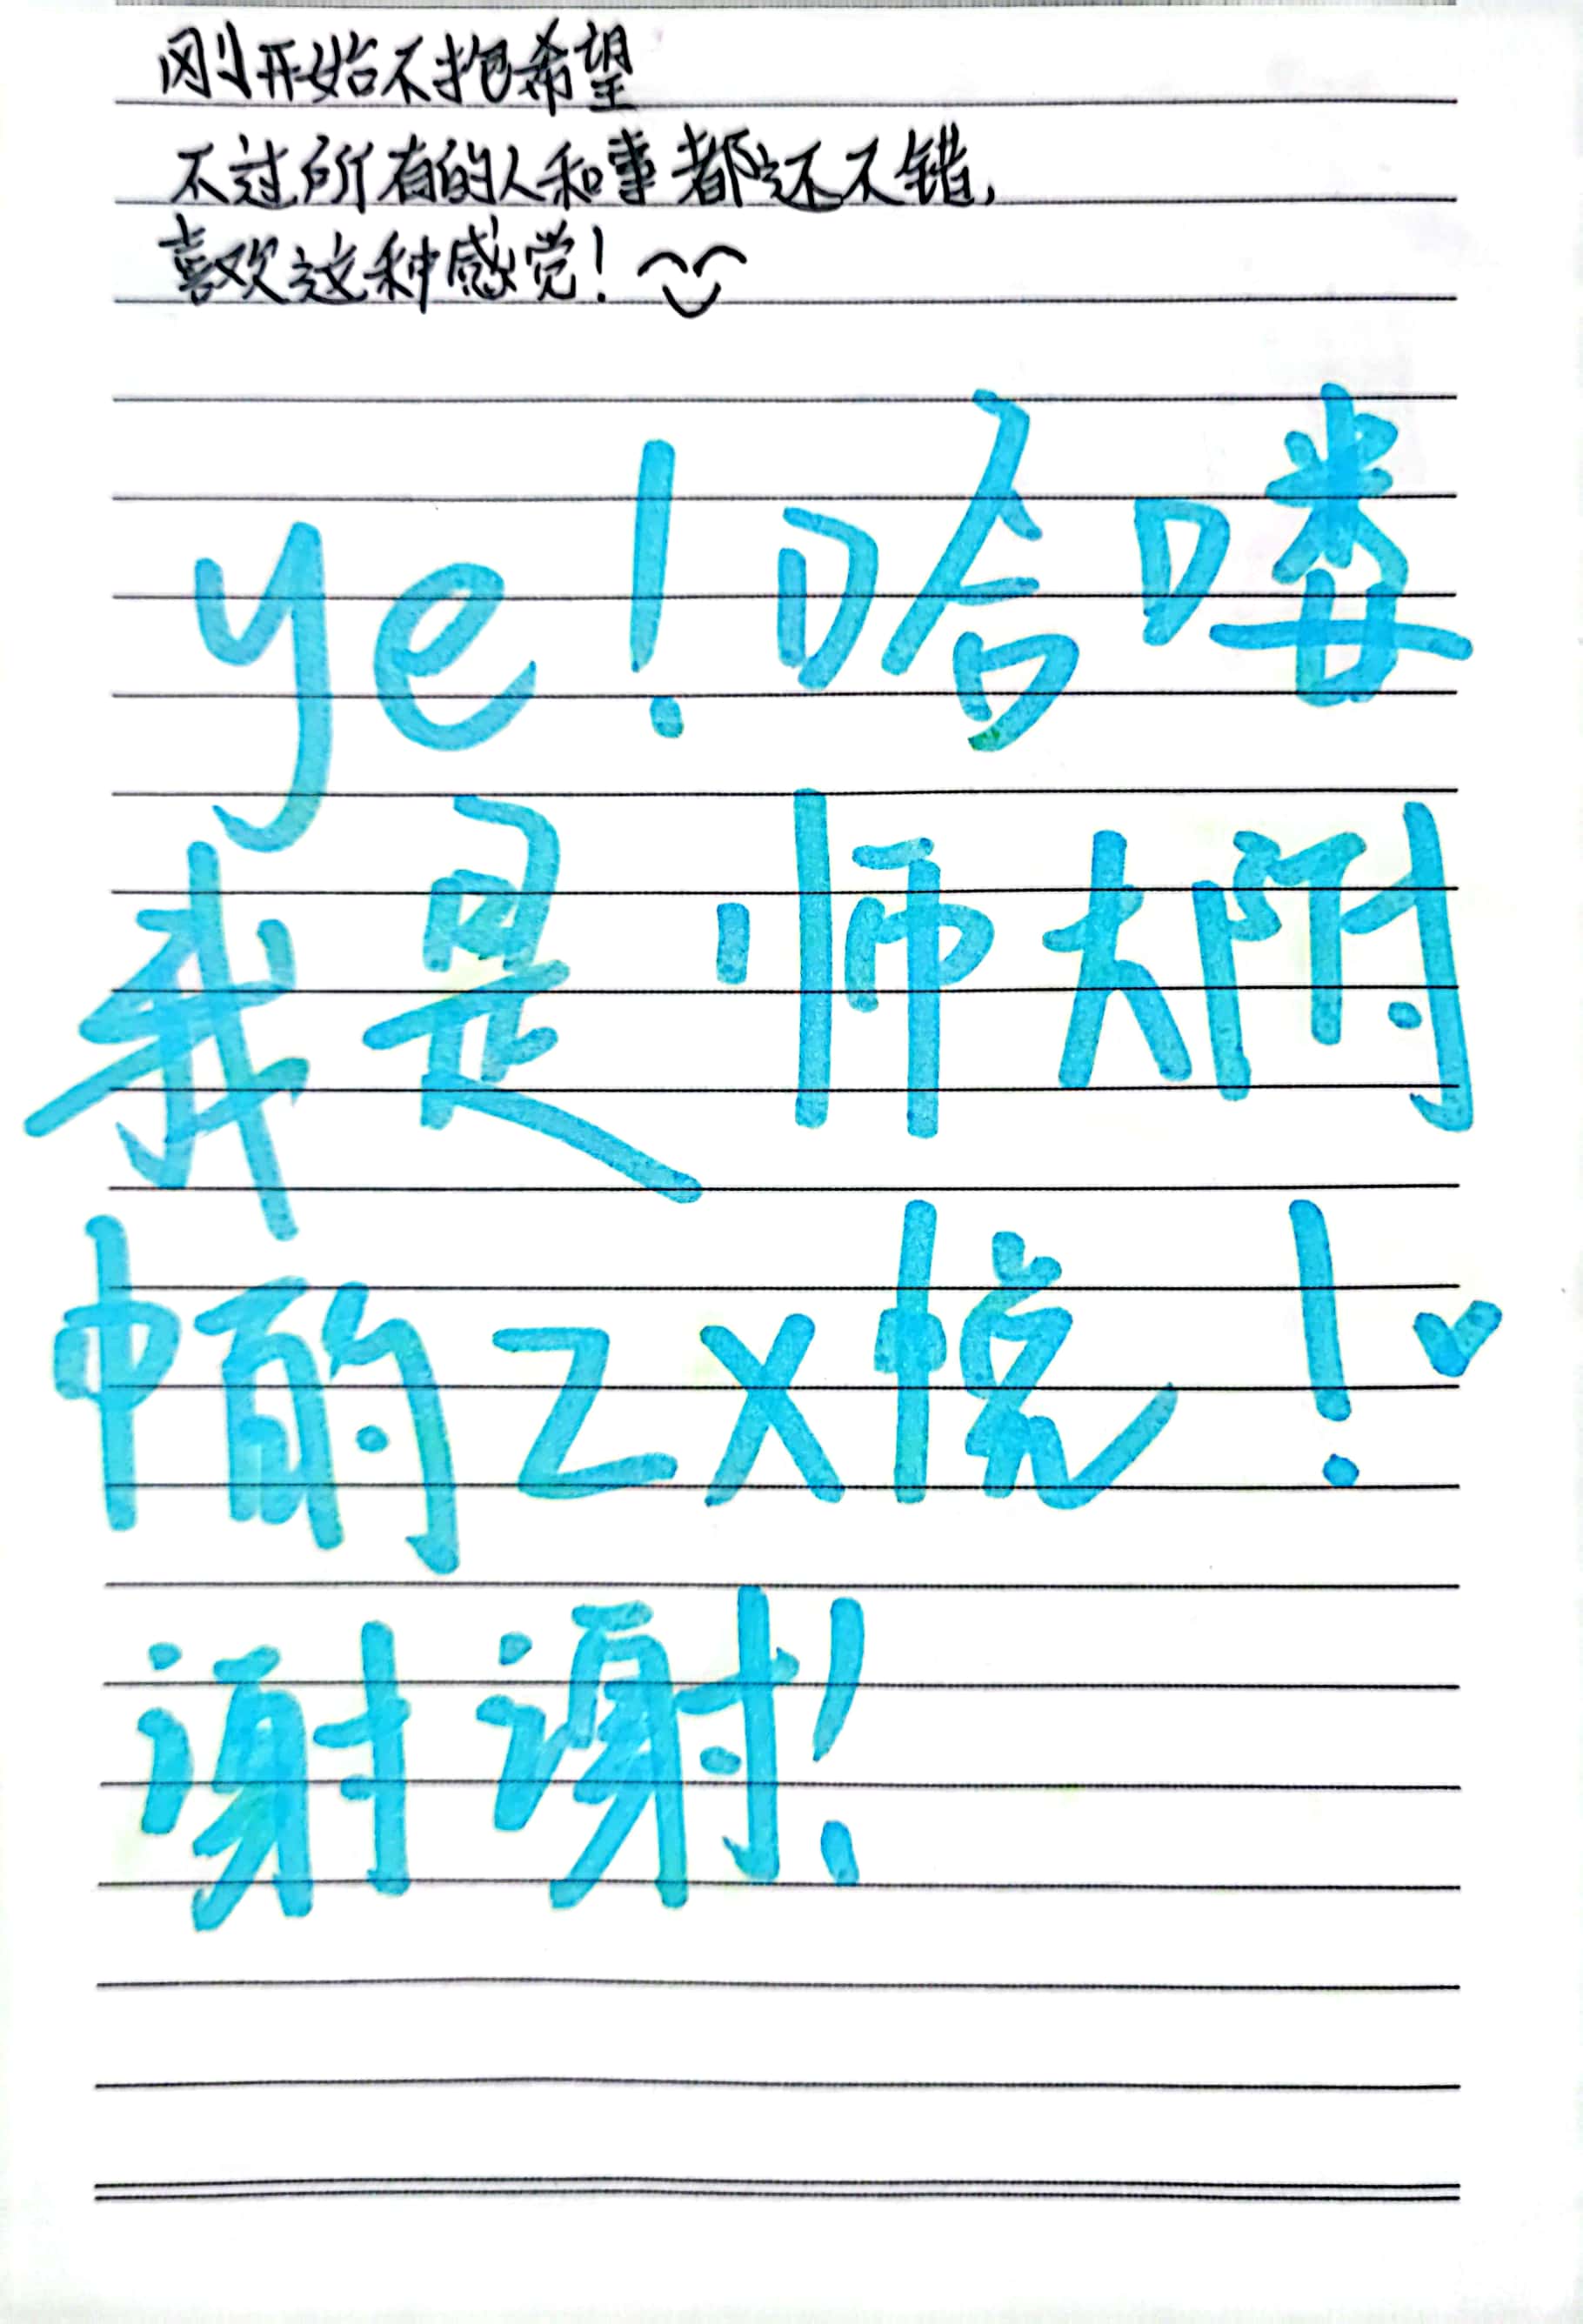 刚开始不抱希望
不过所有的人和事都还不错,
喜欢这种感觉!
ye!哈喽
我是 师大附
中的ZX悦!
谢谢!